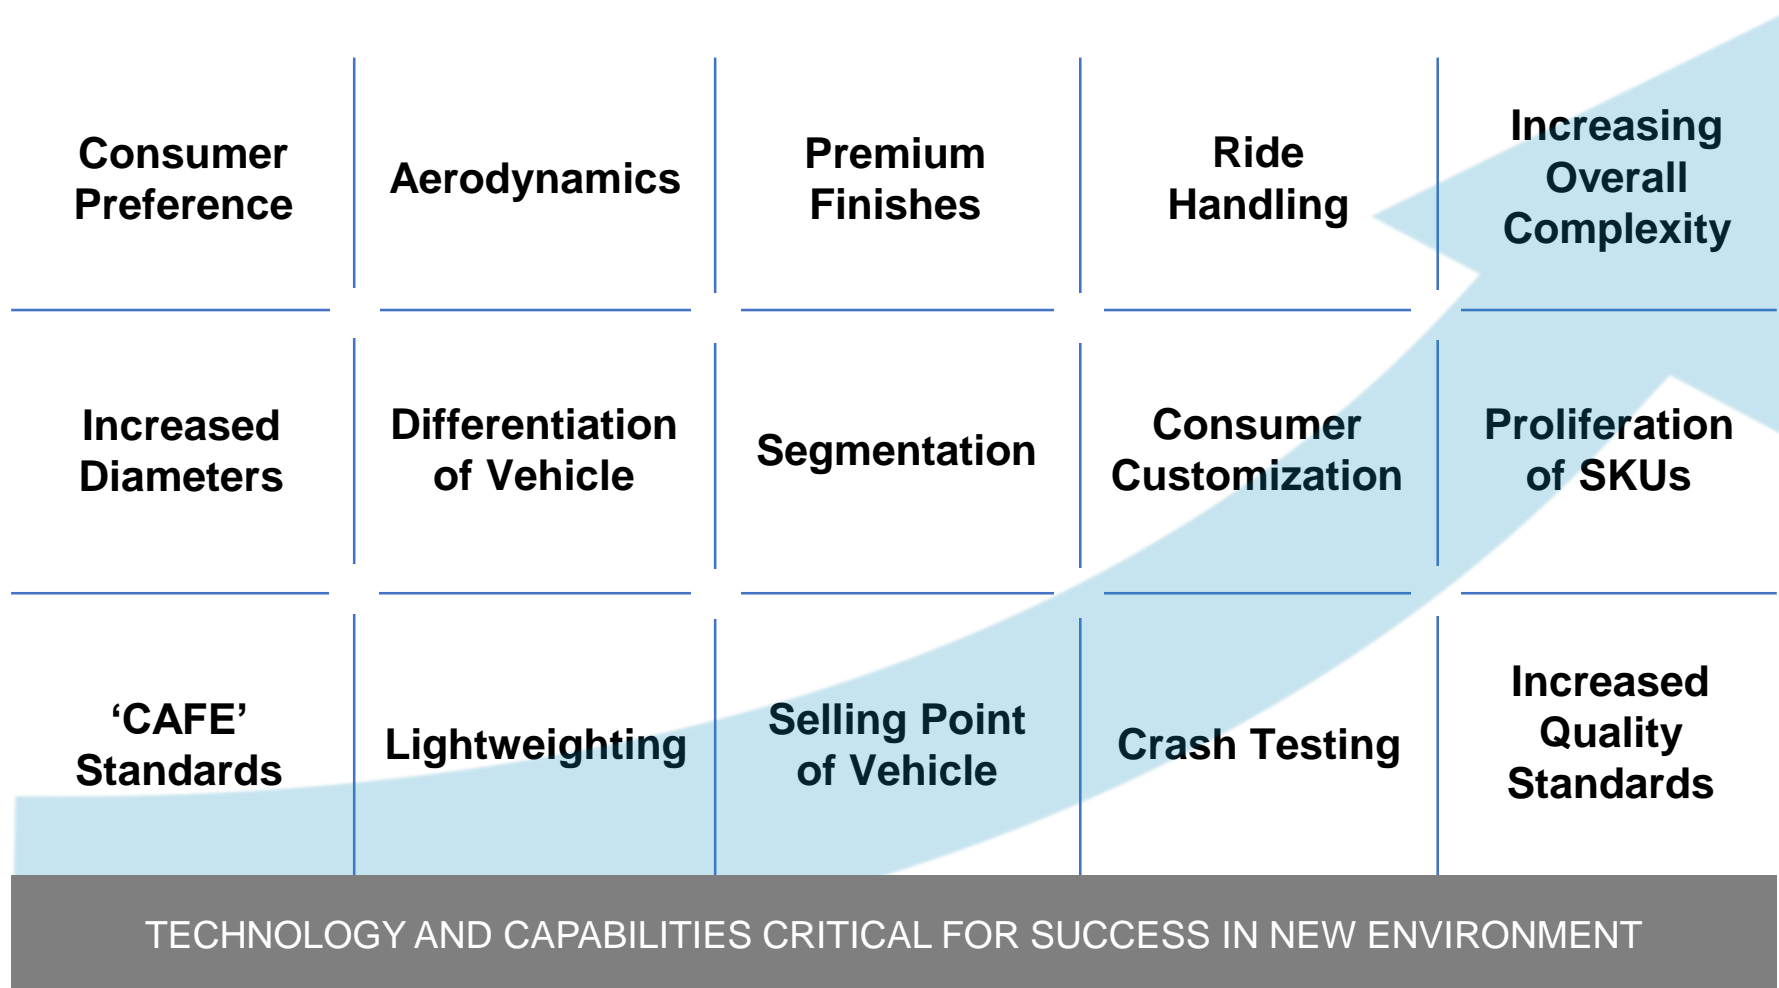 Consumer
Preference
Aerodynamics
Premium
Finishes
Ride
Handling
Increasing
Overall
Complexity
Increased
Diameters
Differentiation
of Vehicle
Segmentation
Consumer
Customization
Proliferation
of SKUs
‘CAFE’
Standards
Lightweighting
Selling Point
of Vehicle
Crash Testing
Increased
Quality
Standards
TECHNOLOGY AND CAPABILITIES CRITICAL FOR SUCCESS IN NEW ENVIRONMENT